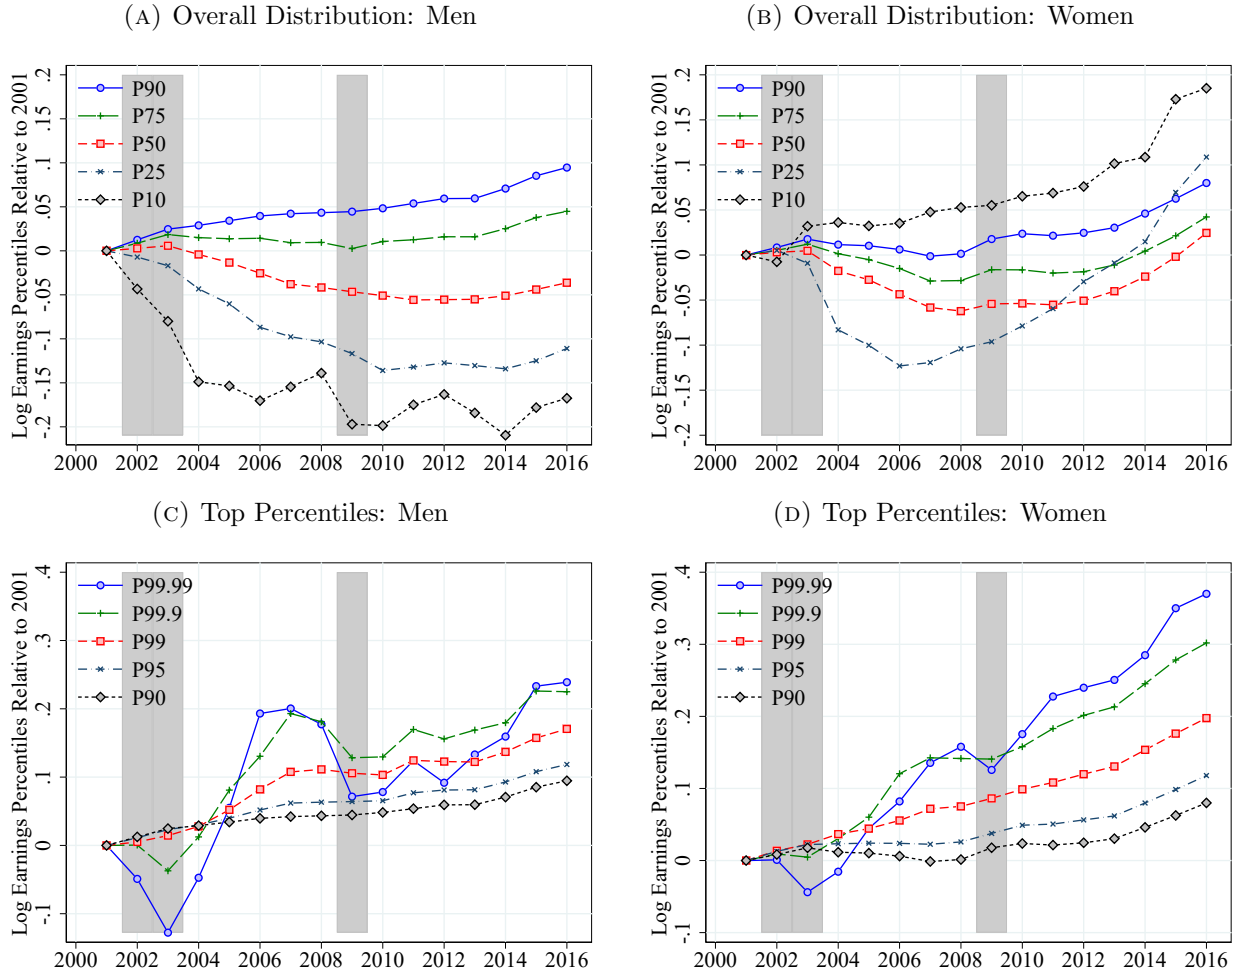 (A) Overall Distribution: Men
Log Earnings Percentiles Relative to 2001
.2
.15
.1
.05
0
-.05
-.1
-.15
-.2
P90
P75
P50
P25
P10
2000 2002 2004 2006 2008 2010 2012 2014 2016
(B) Overall Distribution: Women
Log Earnings Percentiles Relative to 2001
.2
.15
.1
.05
0
-.05
-.1
-.15
-.2
P90
P75
P50
P25
P10
2000 2002 2004 2006 2008 2010 2012 2014 2016
(C) Top Percentiles: Men
Log Earnings Percentiles Relative to 2001
.4
.3
.2
.1
0
-.1
P99.99
P99.9
P99
P95
P90
2000 2002 2004 2006 2008 2010 2012 2014 2016
(D) Top Percentiles: Women
Log Earnings Percentiles Relative to 2001
.4
.3
.2
.1
0
-.1
P99.99
P99.9
P99
P95
P90
2000 2002 2004 2006 2008 2010 2012 2014 2016